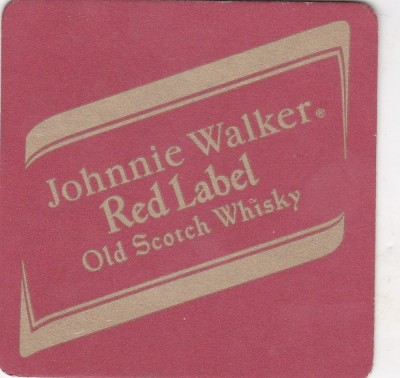 Johnnie Walker®
Red Label
Old Scotch Whisky